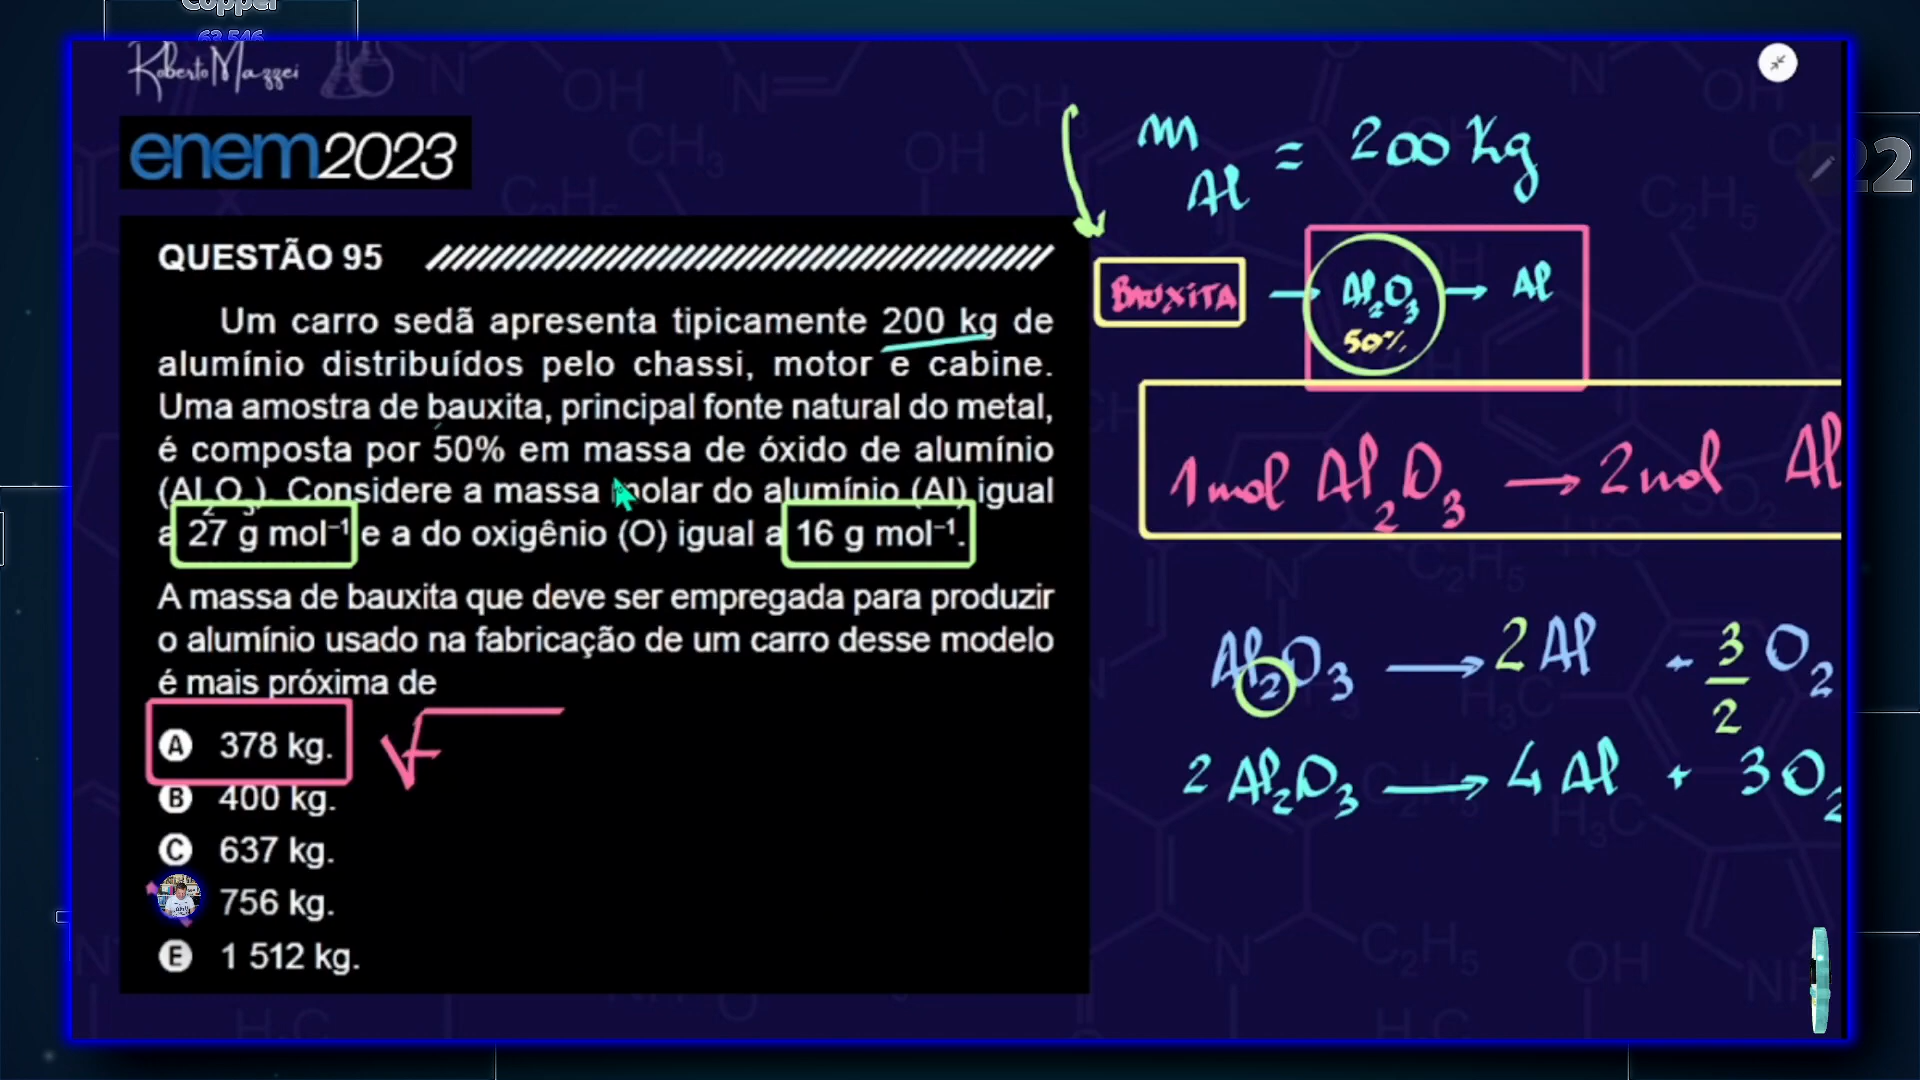 Copper
63.546
Roberto Mazzei
enem2023
QUESTÃO 95
Um carro sedã apresenta tipicamente 200 kg de
alumínio distribuídos pelo chassi, motor e cabine.
Uma amostra de bauxita, principal fonte natural do metal,
é composta por 50% em massa de óxido de alumínio
(Al2O3). Considere a massa molar do alumínio (Al) igual
a 27 g mol⁻¹ e a do oxigênio (O) igual a 16 g mol⁻¹.
A massa de bauxita que deve ser empregada para produzir
o alumínio usado na fabricação de um carro desse modelo
é mais próxima de
A 378 kg.
B 400 kg.
C 637 kg.
756 kg.
E 1 512 kg.
m Al = 200 Kg
BAUXITA → Al2O3 → Al
50%
1 mol Al2O3 → 2 mol Al
Al2O3 → 2 Al + 3/2 O2
2 Al2O3 → 4 Al + 3 O2
22